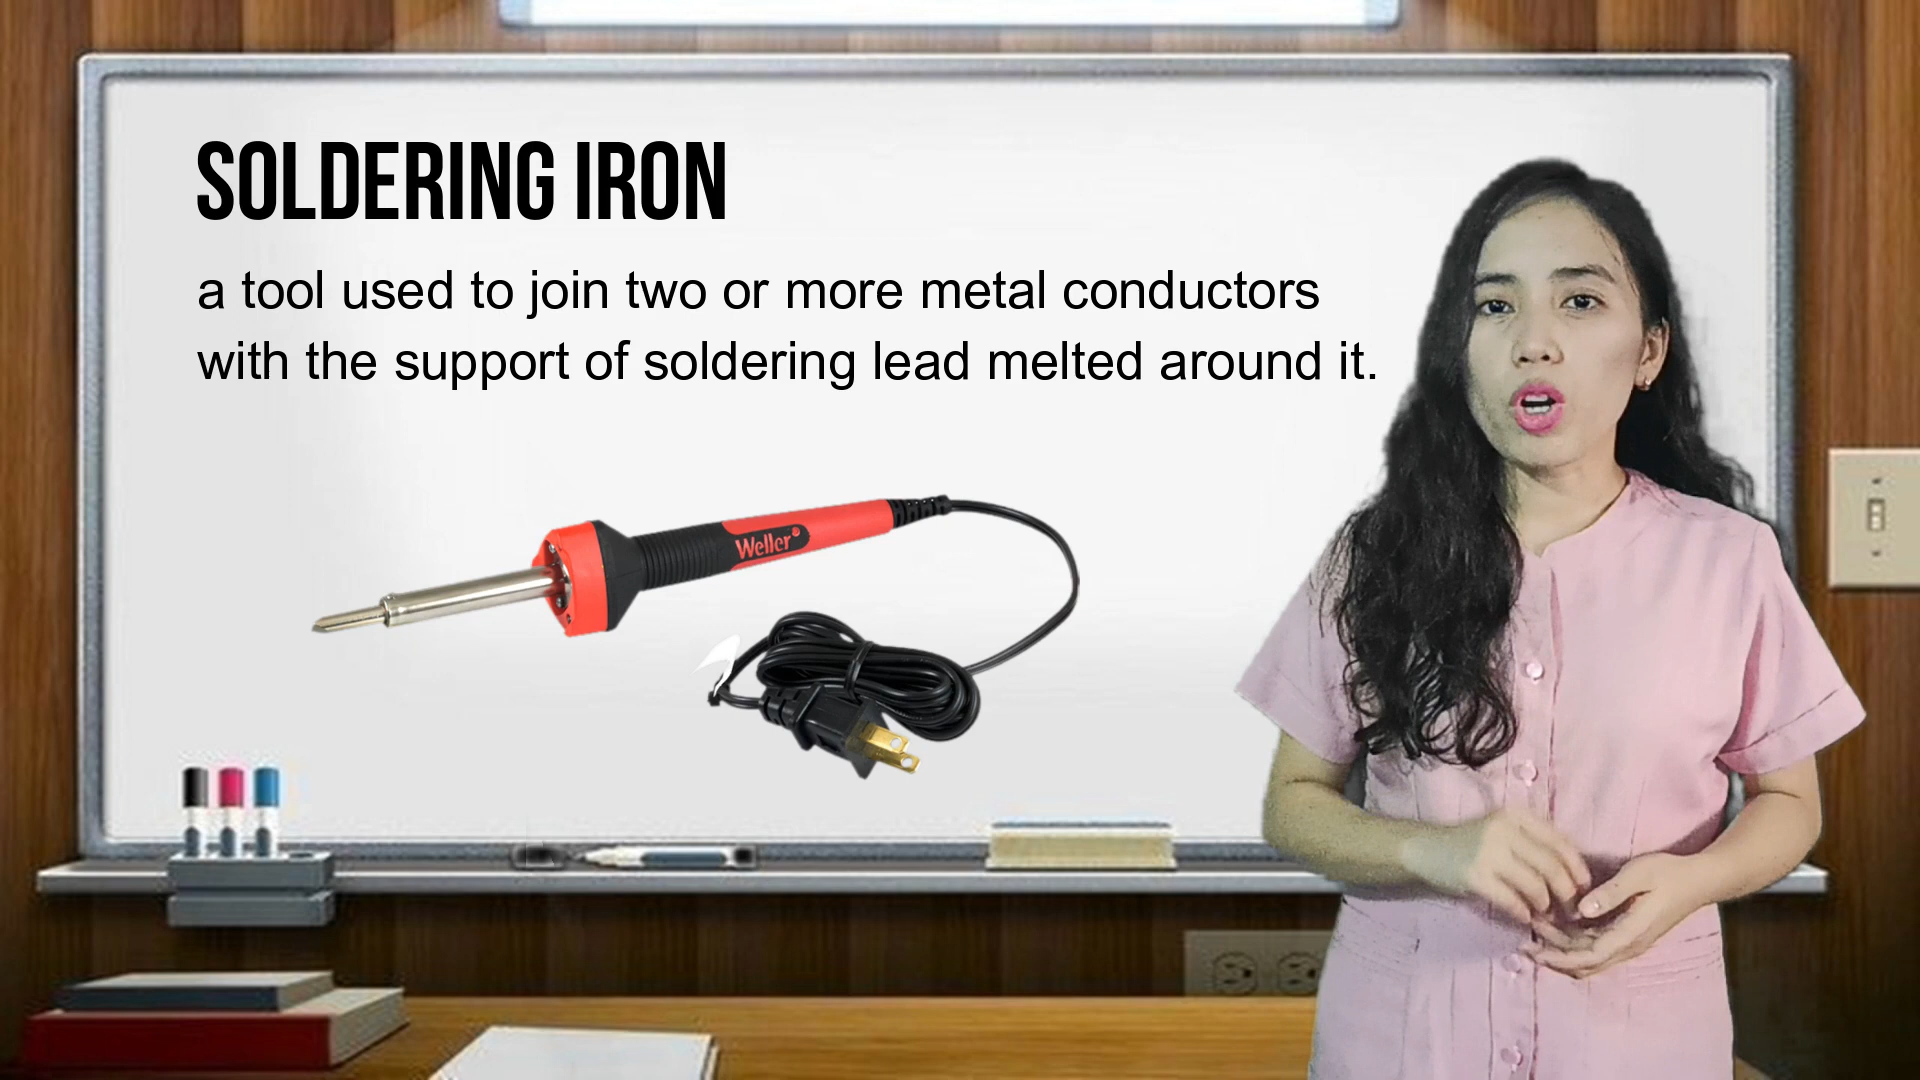 SOLDERING IRON
a tool used to join two or more metal conductors
with the support of soldering lead melted around it.
Weller